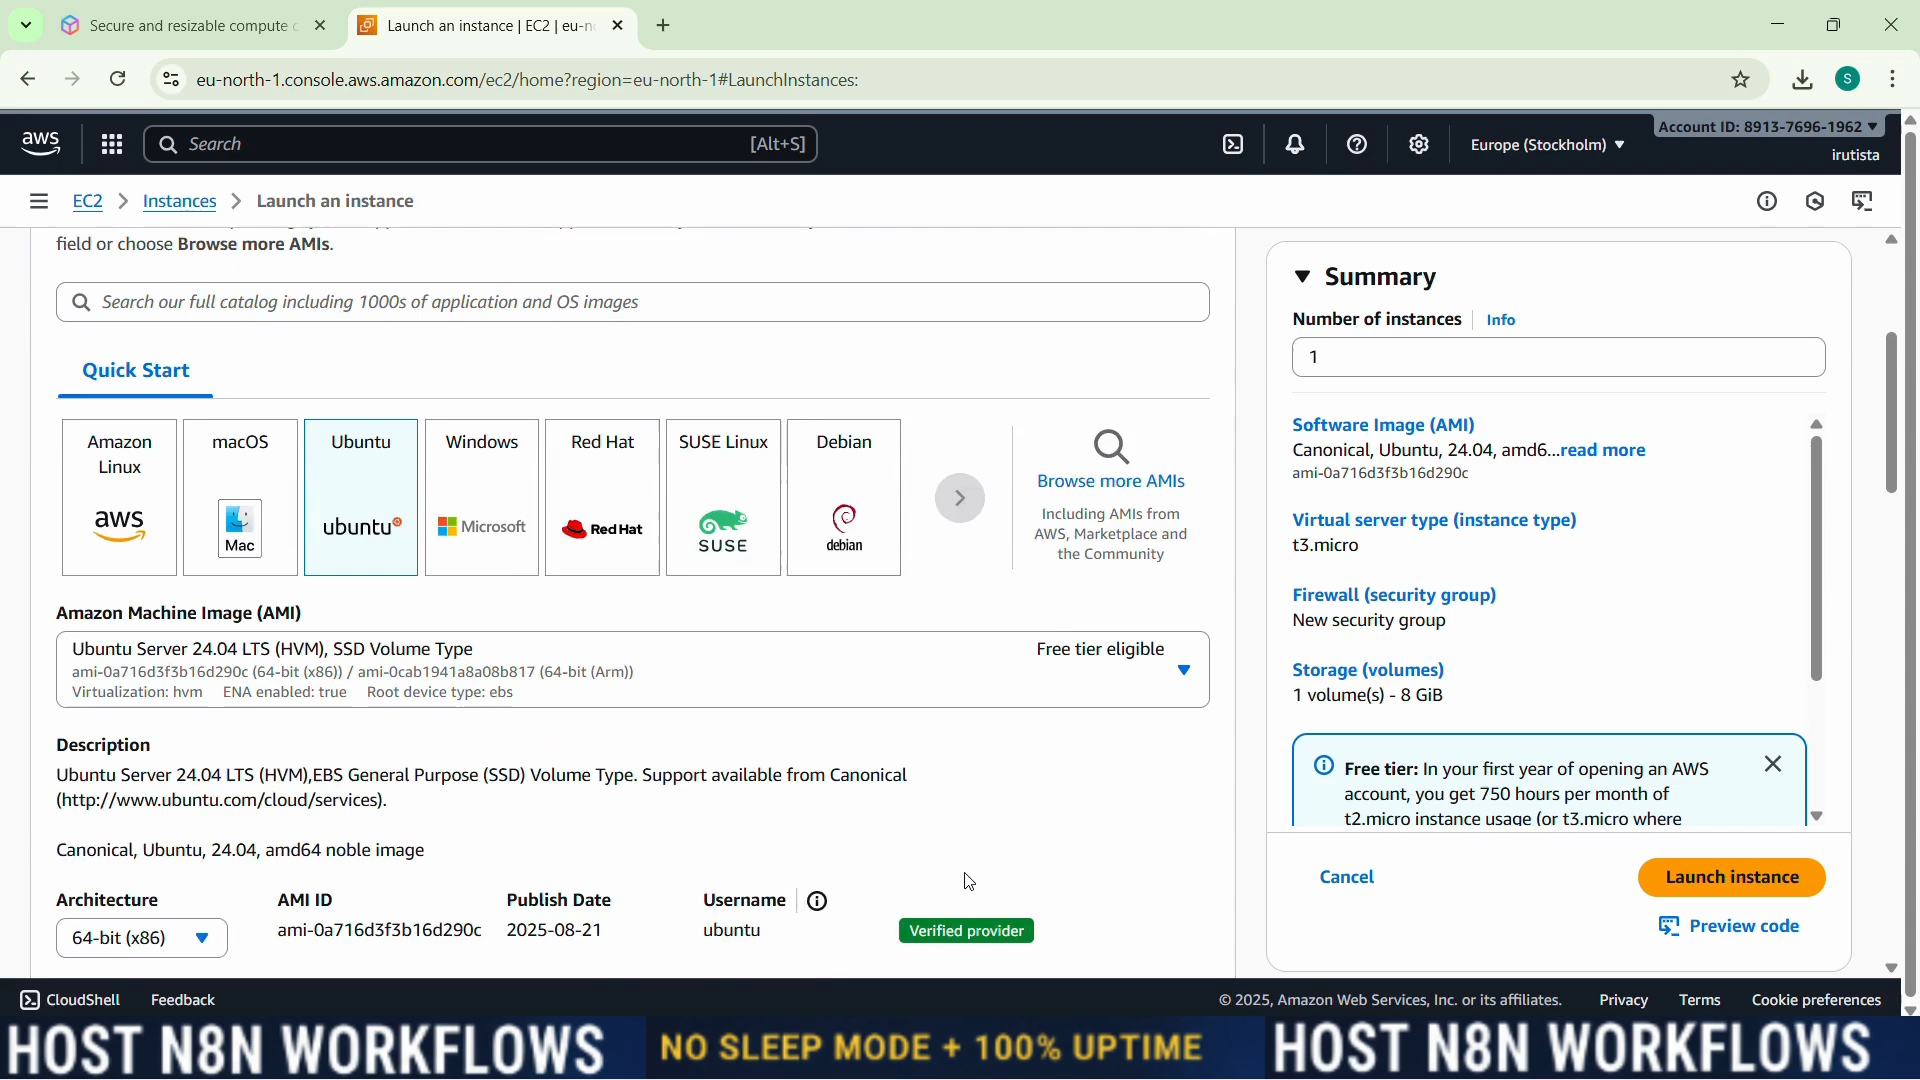 Secure and resizable compute c
Launch an instance | EC2 | eu-n
eu-north-1.console.aws.amazon.com/ec2/home?region=eu-north-1#LaunchInstances:
S
aws
Search
[Alt+S]
Europe (Stockholm)
Account ID: 8913-7696-1962
irutista
EC2
Instances
Launch an instance
field or choose Browse more AMIs.
Search our full catalog including 1000s of application and OS images
Quick Start
Amazon Linux
aws
macOS
Mac
Ubuntu
ubuntu
Windows
Microsoft
Red Hat
Red Hat
SUSE Linux
SUSE
Debian
debian
Browse more AMIs
Including AMIs from
AWS, Marketplace and
the Community
Amazon Machine Image (AMI)
Ubuntu Server 24.04 LTS (HVM), SSD Volume Type
Free tier eligible
ami-0a716d3f3b16d290c (64-bit (x86)) / ami-0cab1941a8a08b817 (64-bit (Arm))
Virtualization: hvm ENA enabled: true Root device type: ebs
Description
Ubuntu Server 24.04 LTS (HVM),EBS General Purpose (SSD) Volume Type. Support available from Canonical
(http://www.ubuntu.com/cloud/services).
Canonical, Ubuntu, 24.04, amd64 noble image
Architecture
64-bit (x86)
AMI ID
ami-0a716d3f3b16d290c
Publish Date
2025-08-21
Username
ubuntu
Verified provider
Summary
Number of instances
Info
1
Software Image (AMI)
Canonical, Ubuntu, 24.04, amd6...read more
ami-0a716d3f3b16d290c
Virtual server type (instance type)
t3.micro
Firewall (security group)
New security group
Storage (volumes)
1 volume(s) - 8 GiB
Free tier: In your first year of opening an AWS
account, you get 750 hours per month of
t2.micro instance usage (or t3.micro where
Cancel
Launch instance
Preview code
CloudShell
Feedback
© 2025, Amazon Web Services, Inc. or its affiliates.
Privacy
Terms
Cookie preferences
HOST N8N WORKFLOWS
NO SLEEP MODE + 100% UPTIME
HOST N8N WORKFLOWS